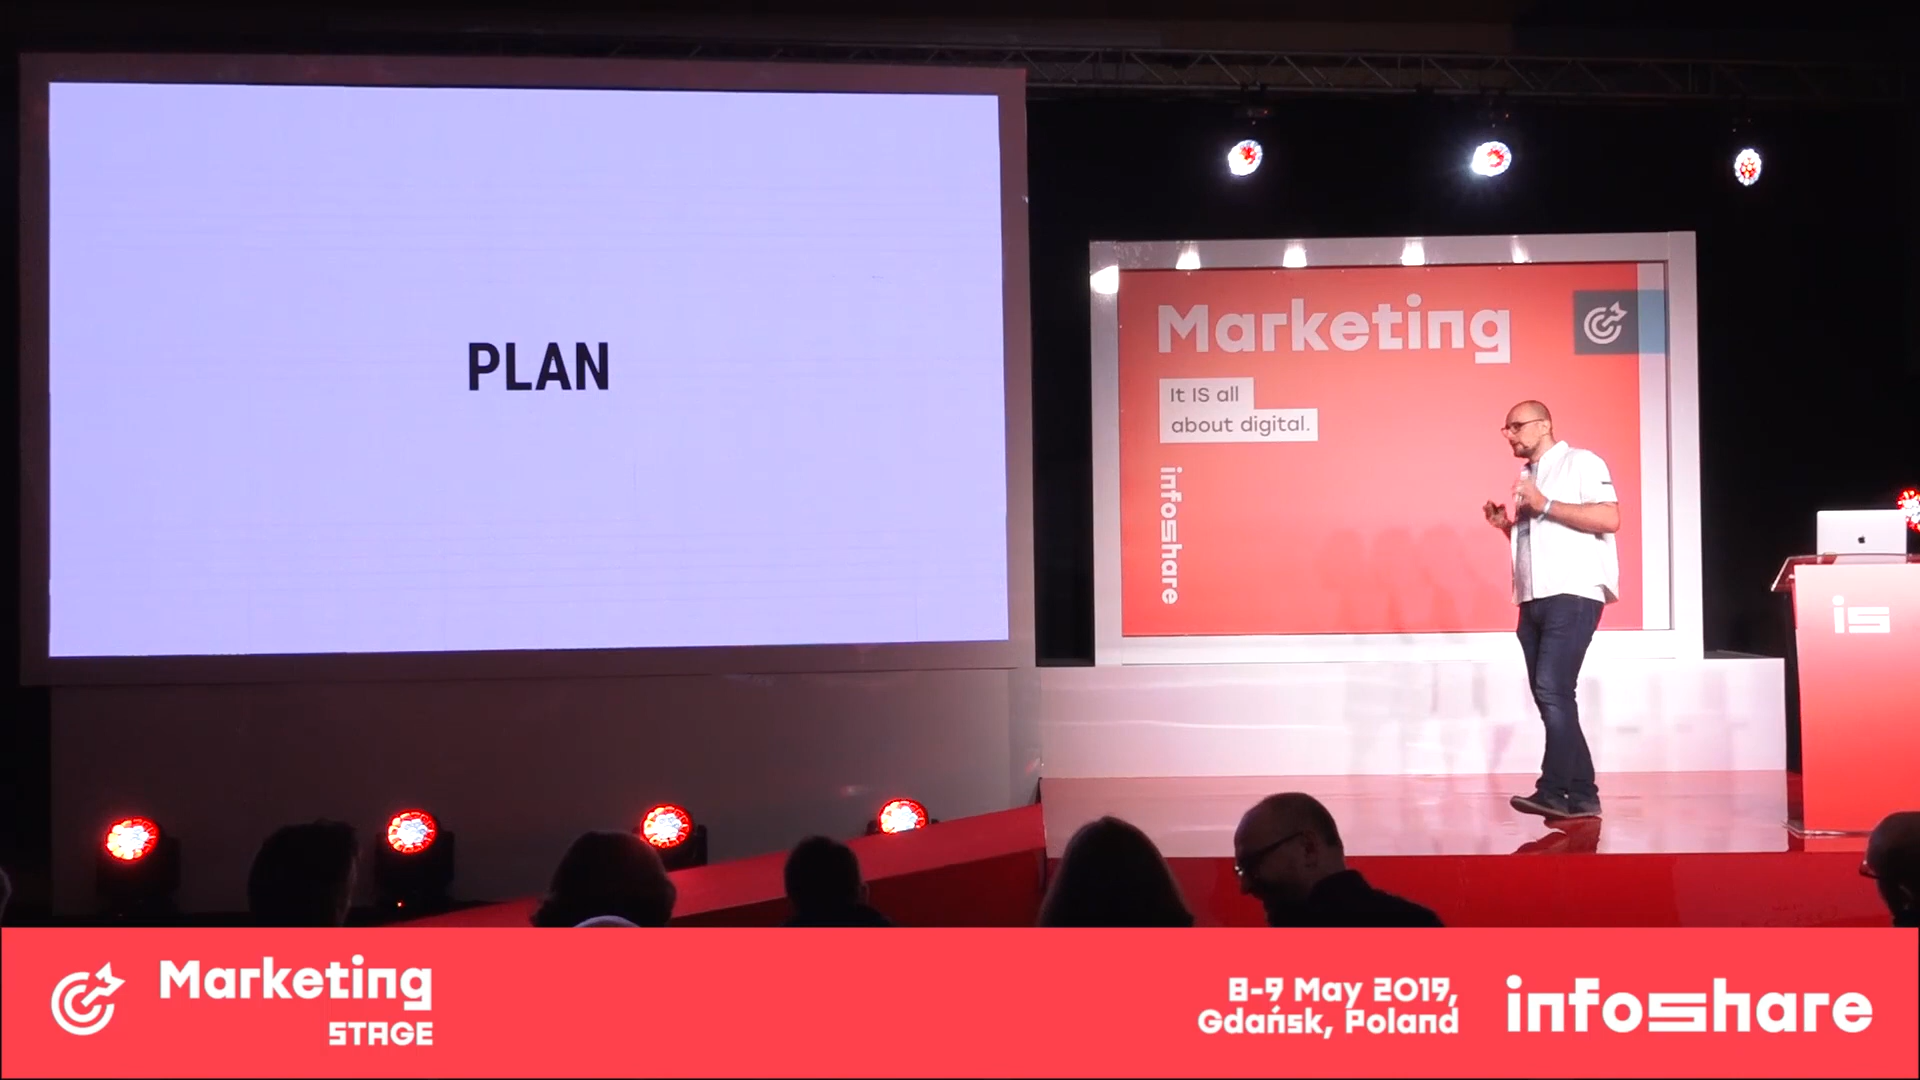 PLAN
Marketing
It IS all
about digital.
infoshare
is
Marketing
STAGE
8-9 May 2019,
Gdańsk, Poland
infoshare